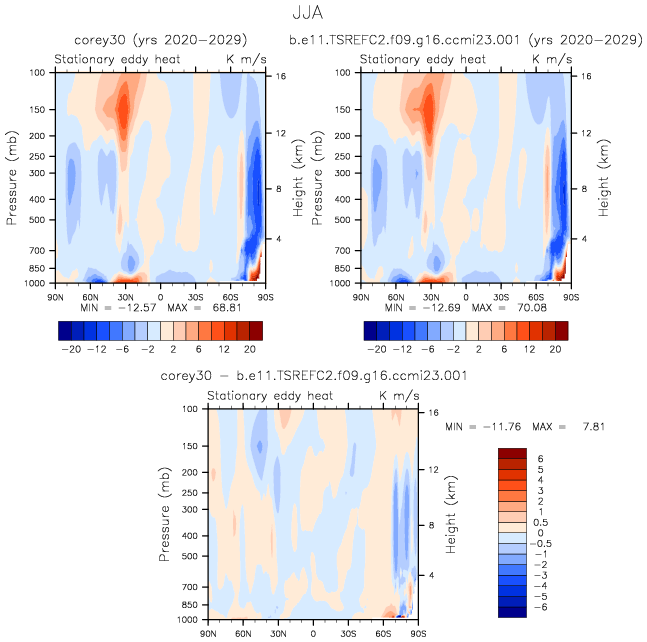 JJA
corey30 (yrs 2020-2029)
b.e11.TSREFC2.f09.g16.ccmi23.001 (yrs 2020-2029)
Stationary eddy heat K m/s
Stationary eddy heat K m/s
100
150
200
250
300
400
500
700
850
1000
Pressure (mb)
16
12
8
4
Height (km)
90N 60N 30N 0 30S 60S 90S
MIN = -12.57 MAX = 68.81
-20 -12 -6 -2 2 6 12 20
100
150
200
250
300
400
500
700
850
1000
Pressure (mb)
16
12
8
4
Height (km)
90N 60N 30N 0 30S 60S 90S
MIN = -12.69 MAX = 70.08
-20 -12 -6 -2 2 6 12 20
corey30 - b.e11.TSREFC2.f09.g16.ccmi23.001
Stationary eddy heat K m/s
100
150
200
250
300
400
500
700
850
1000
Pressure (mb)
16
12
8
4
Height (km)
90N 60N 30N 0 30S 60S 90S
MIN = -11.76 MAX = 7.81
6
5
4
3
2
1
0.5
0
-0.5
-1
-2
-3
-4
-5
-6